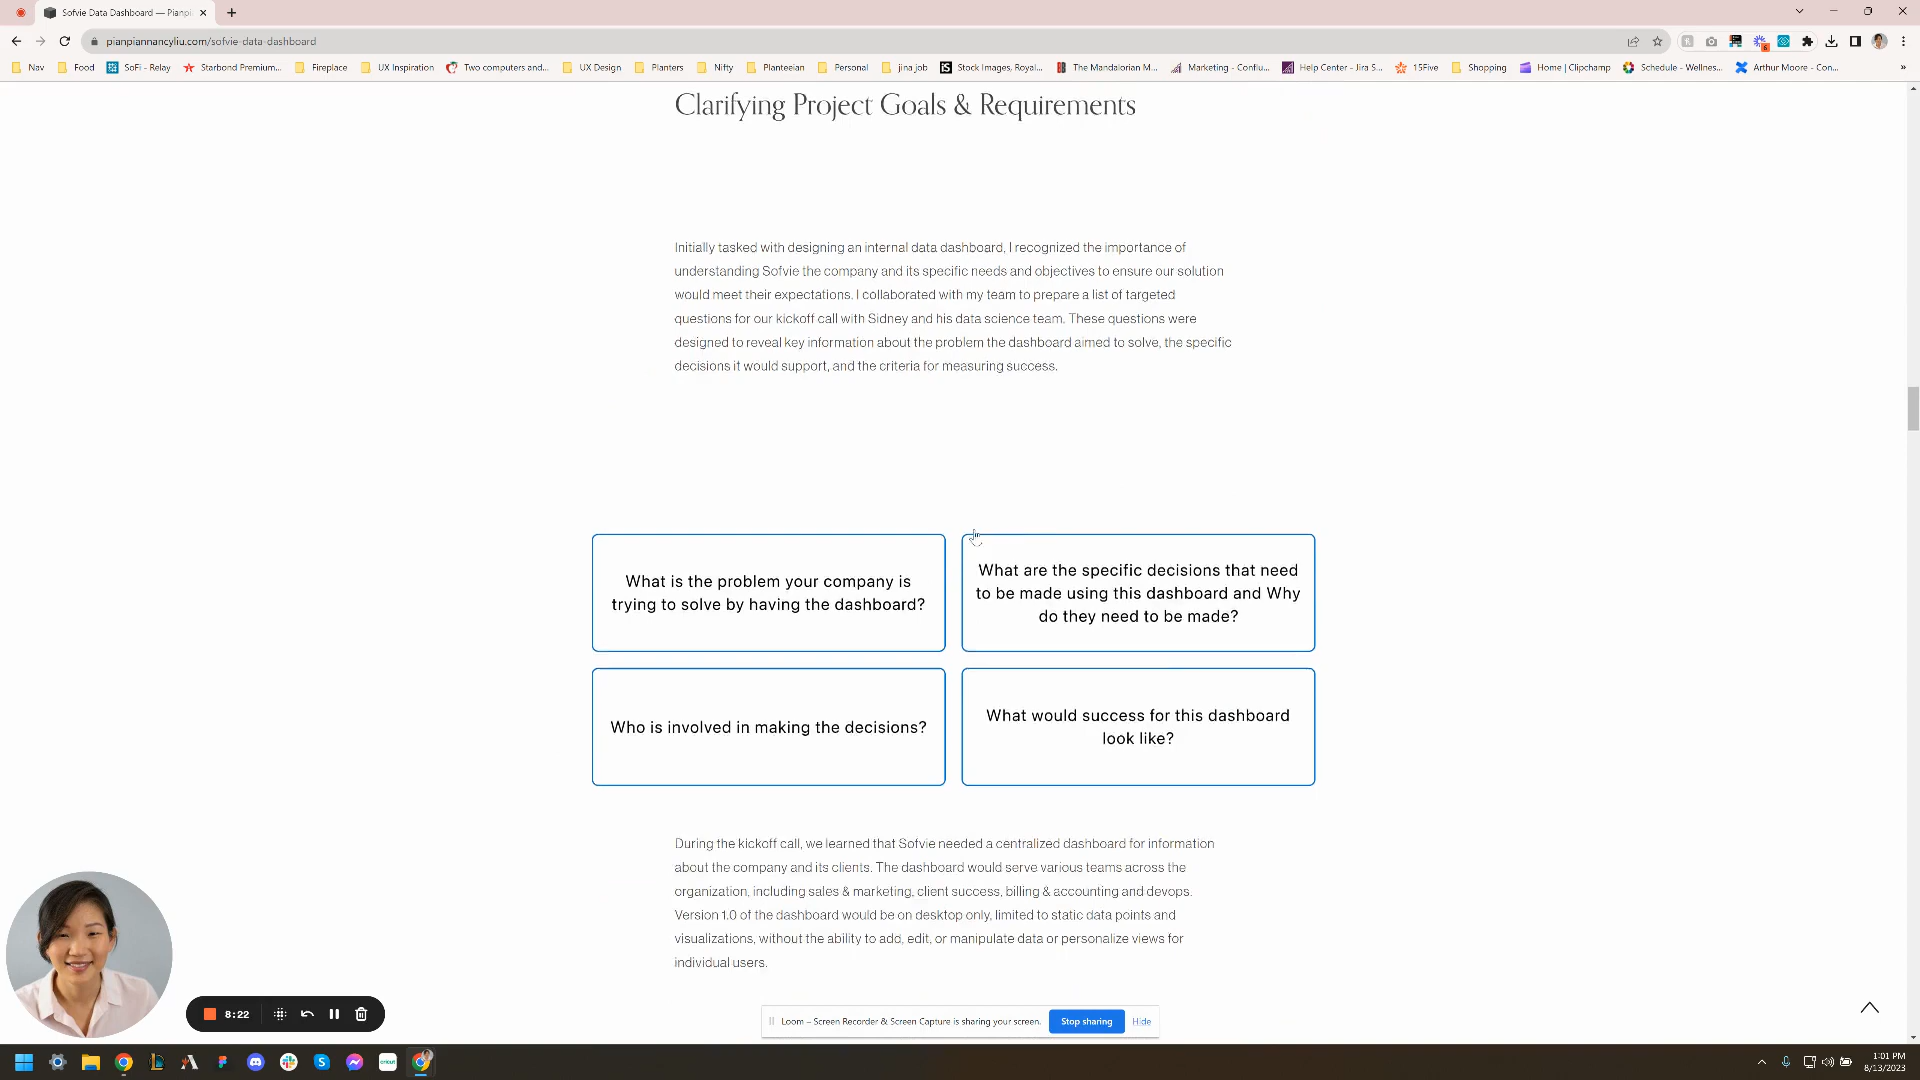 Sofvie Data Dashboard — Pianpi
pianpiannancyliu.com/sofvie-data-dashboard
Nav
Food
SoFi - Relay
Starbond Premium...
Fireplace
UX Inspiration
Two computers and...
UX Design
Planters
Nifty
Planteeian
Personal
jina job
Stock Images, Royal...
The Mandalorian M...
Marketing - Conflu...
Help Center - Jira S...
15Five
Shopping
Home | Clipchamp
Schedule - Wellnes...
Arthur Moore - Con...
»
Clarifying Project Goals & Requirements
Initially tasked with designing an internal data dashboard, I recognized the importance of
understanding Sofvie the company and its specific needs and objectives to ensure our solution
would meet their expectations. I collaborated with my team to prepare a list of targeted
questions for our kickoff call with Sidney and his data science team. These questions were
designed to reveal key information about the problem the dashboard aimed to solve, the specific
decisions it would support, and the criteria for measuring success.
What is the problem your company is
trying to solve by having the dashboard?
What are the specific decisions that need
to be made using this dashboard and Why
do they need to be made?
Who is involved in making the decisions?
What would success for this dashboard
look like?
During the kickoff call, we learned that Sofvie needed a centralized dashboard for information
about the company and its clients. The dashboard would serve various teams across the
organization, including sales & marketing, client success, billing & accounting and devops.
Version 1.0 of the dashboard would be on desktop only, limited to static data points and
visualizations, without the ability to add, edit, or manipulate data or personalize views for
individual users.
8:22
Loom – Screen Recorder & Screen Capture is sharing your screen.
Stop sharing
Hide
1:01 PM
8/13/2023